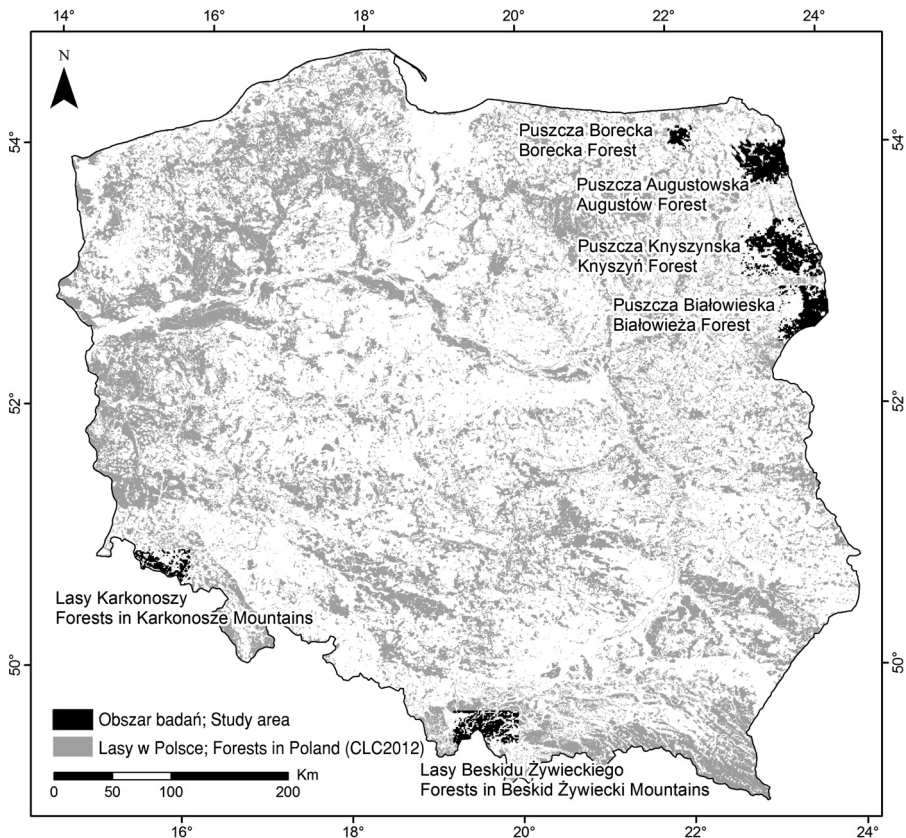 14° 16° 18° 20° 22° 24°
N
54° 54°
Puszcza Borecka
Borecka Forest
Puszcza Augustowska
Augustów Forest
Puszcza Knyszynska
Knyszyń Forest
Puszcza Białowieska
Białowieża Forest
52° 52°
Lasy Karkonoszy
Forests in Karkonosze Mountains
50° 50°
Obszar badań; Study area
Lasy w Polsce; Forests in Poland (CLC2012)
Km
0 50 100 200
Lasy Beskidu Żywieckiego
Forests in Beskid Żywiecki Mountains
16° 18° 20° 22° 24°